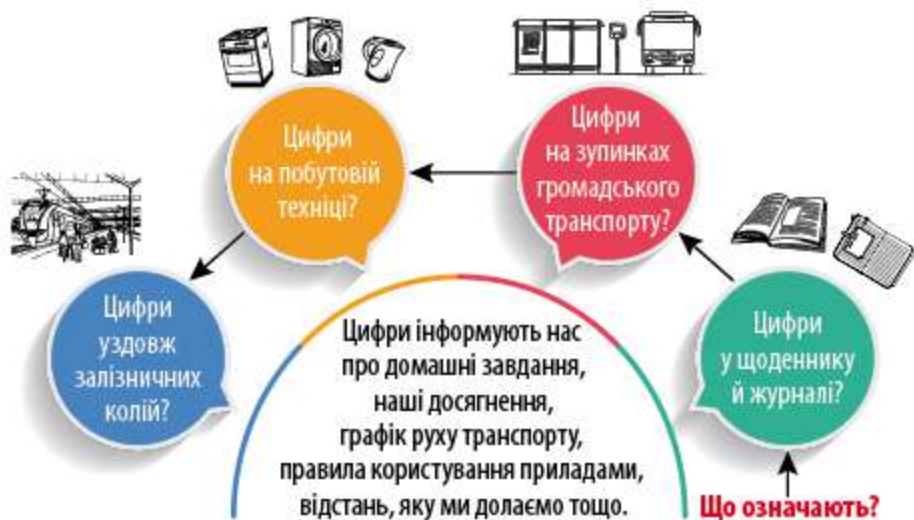 Цифри
на побутовій
техніці?
Цифри
на зупинках
громадського
транспорту?
Цифри
уздовж
залізничних
колій?
Цифри
у щоденнику
й журналі?
Цифри інформують нас
про домашні завдання,
наші досягнення,
графік руху транспорту,
правила користування приладами,
відстань, яку ми долаємо тощо.
Що означають?